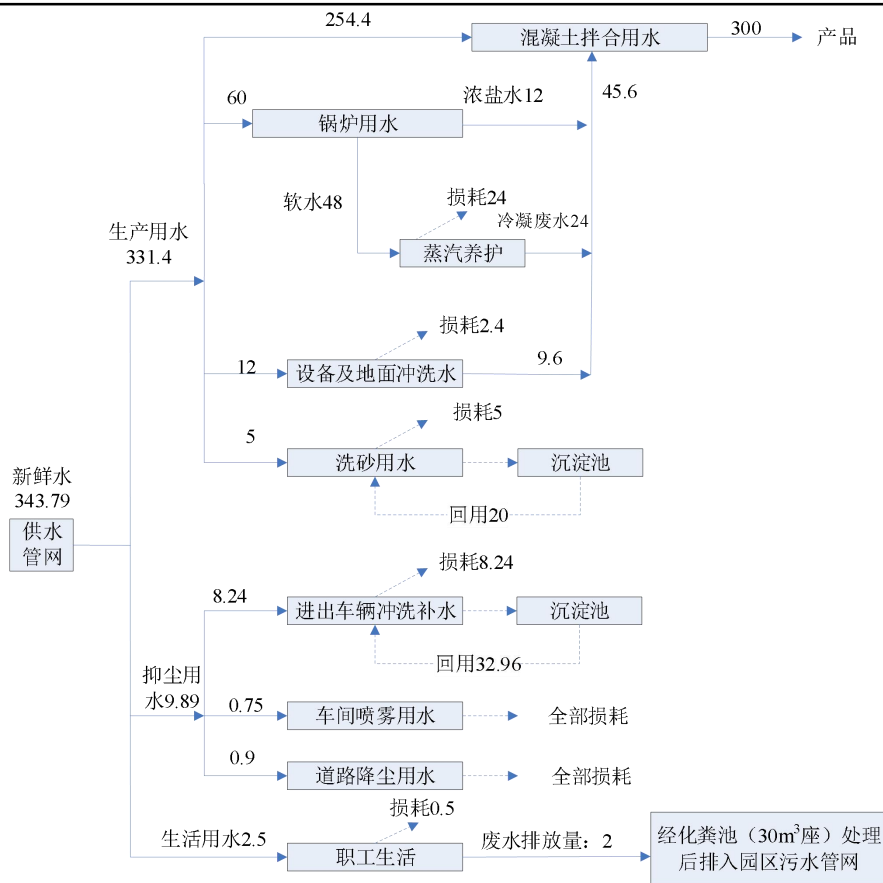 254.4
混凝土拌合用水
300
产品
60
锅炉用水
浓盐水12
45.6
软水48
损耗24
冷凝废水24
蒸汽养护
生产用水
331.4
损耗2.4
12
设备及地面冲洗水
9.6
损耗5
5
洗砂用水
沉淀池
回用20
新鲜水
343.79
供水
管网
损耗8.24
8.24
进出车辆冲洗补水
沉淀池
回用32.96
抑尘用
水9.89
0.75
车间喷雾用水
全部损耗
0.9
道路降尘用水
全部损耗
损耗0.5
生活用水2.5
职工生活
废水排放量：2
经化粪池（30m³座）处理
后排入园区污水管网